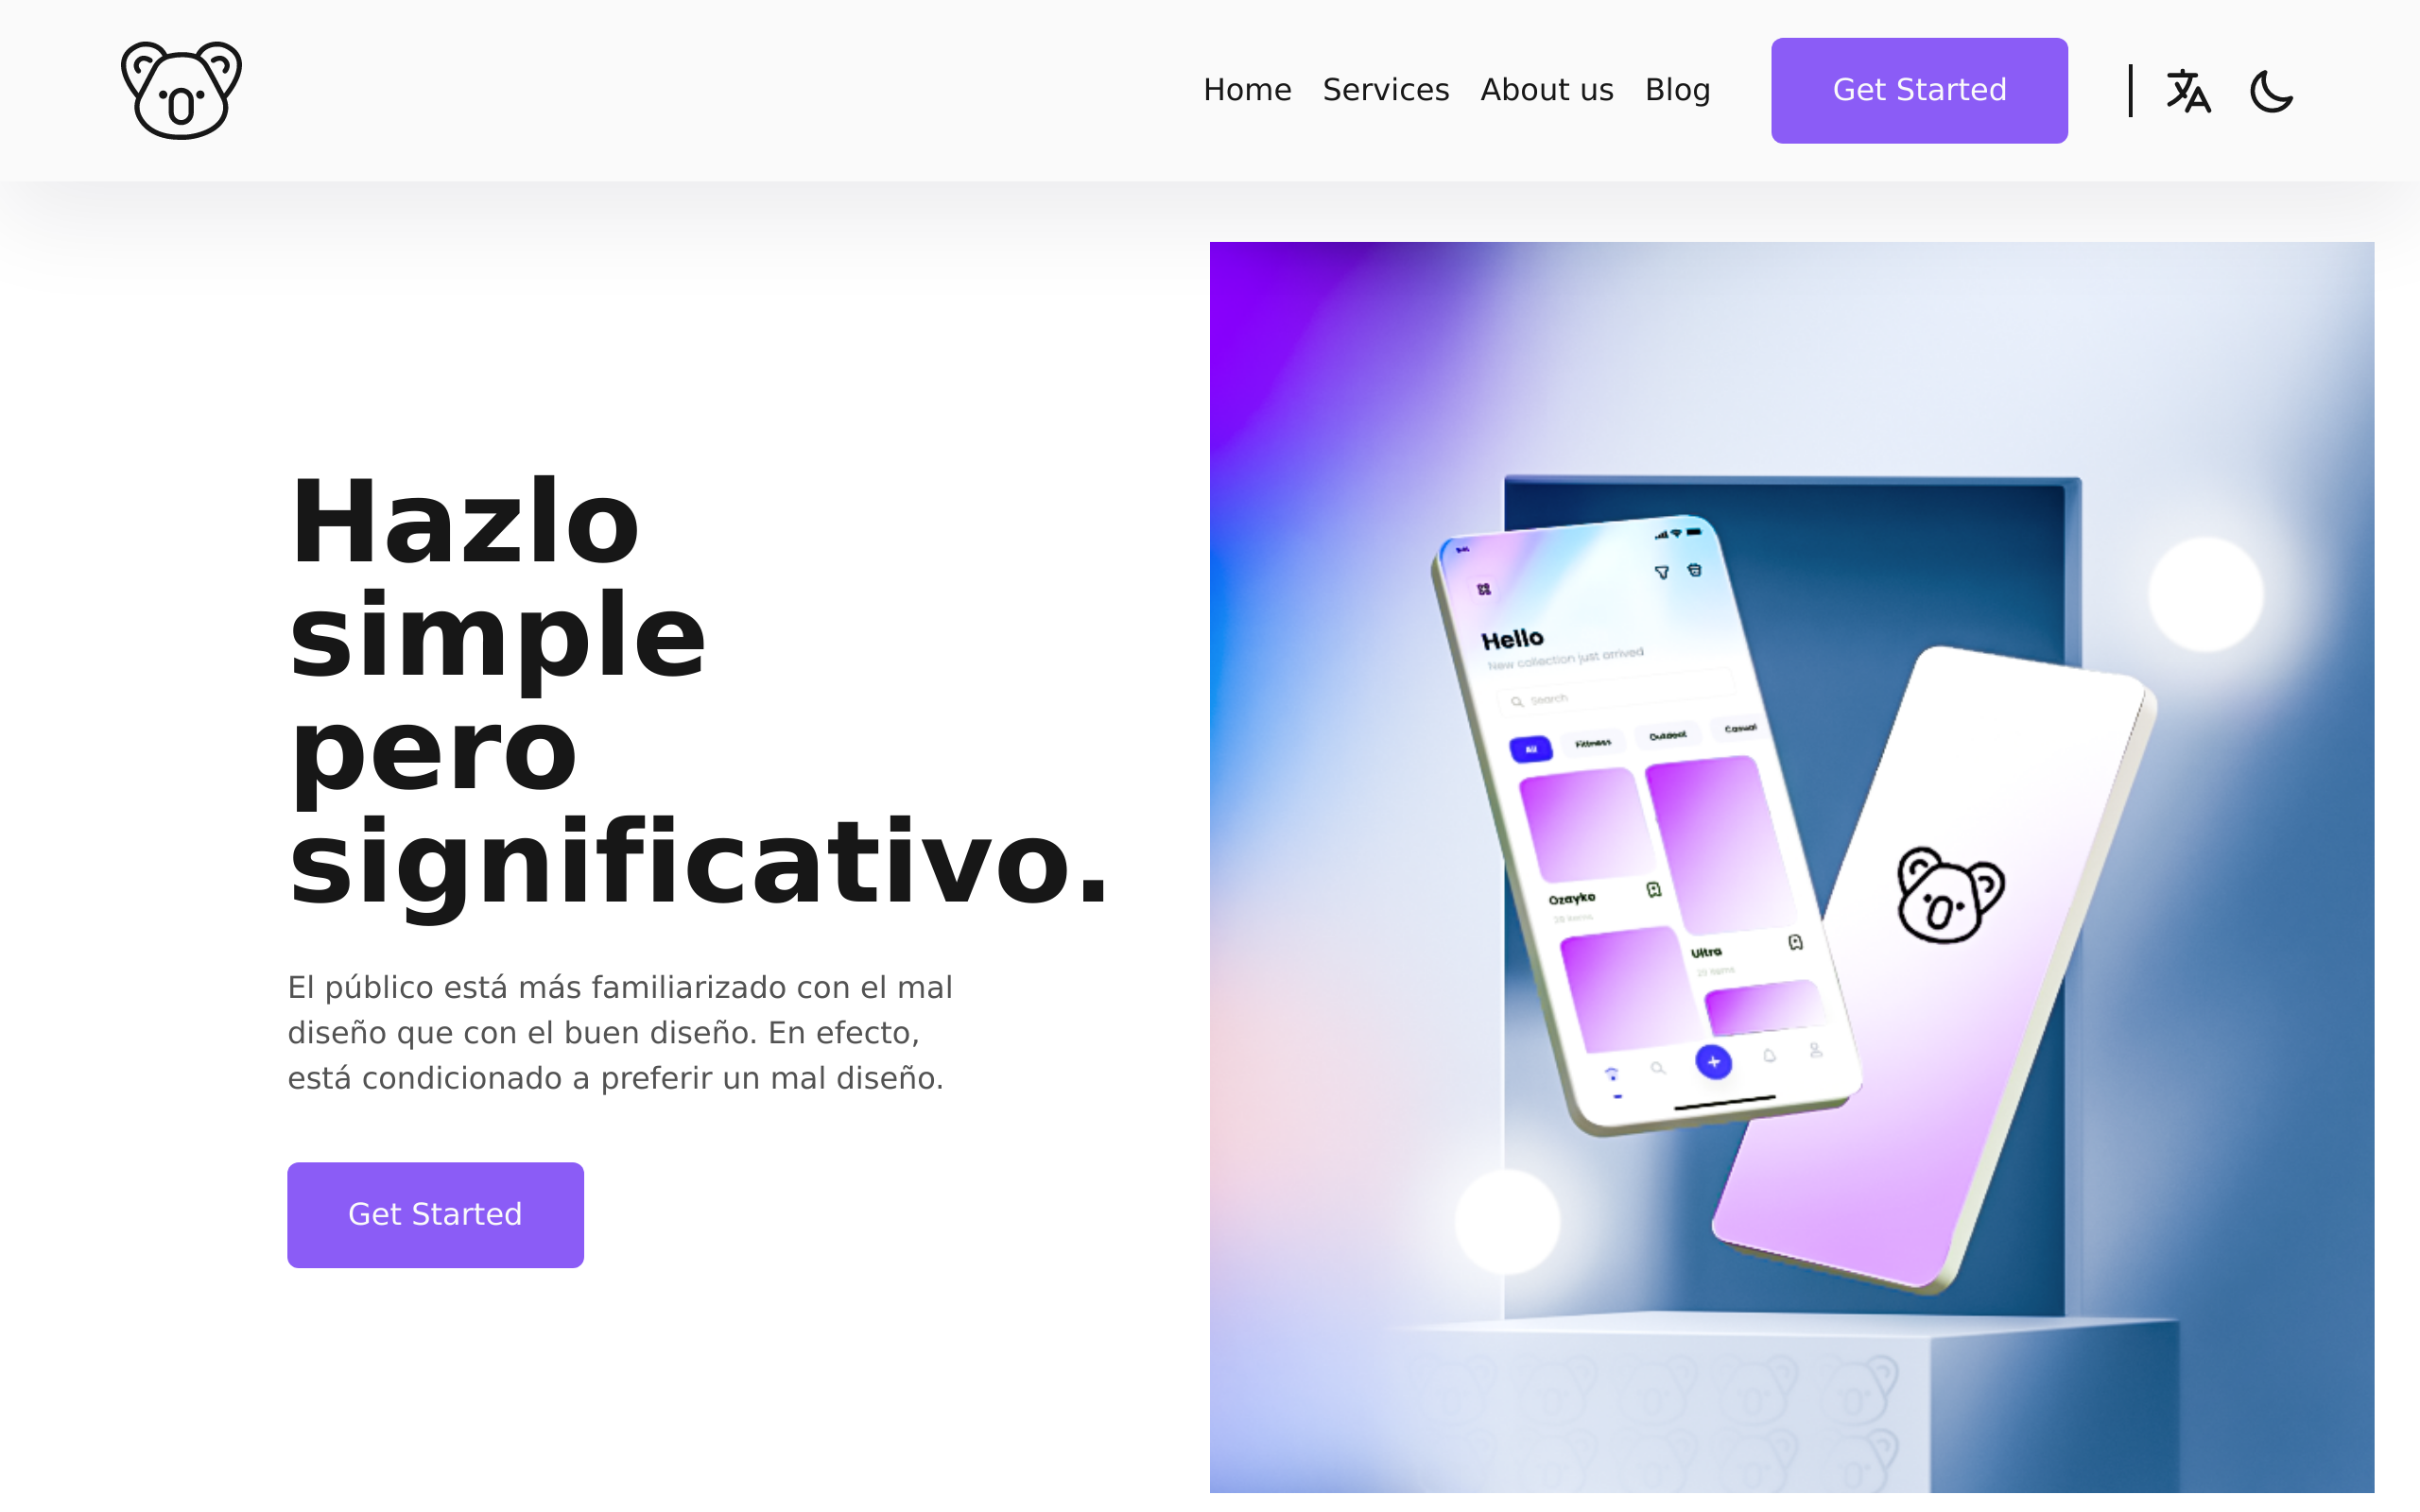 Home Services About us Blog Get Started
Hazlo
simple
pero
significativo.
El público está más familiarizado con el mal
diseño que con el buen diseño. En efecto,
está condicionado a preferir un mal diseño.
Get Started
Hello
New collection just arrived
Search
All Fittness Outdoot Casual
Ozayko
Ultra